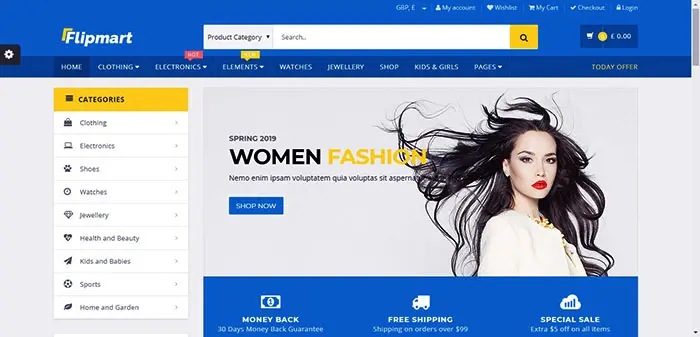 GBP, £ My account Wishlist My Cart Checkout Login
Flipmart
Product Category Search.. 0 £ 0.00
HOT
HOME CLOTHING ELECTRONICS ELEMENTS WATCHES JEWELLERY SHOP KIDS & GIRLS PAGES TODAY OFFER
CATEGORIES
Clothing
Electronics
Shoes
Watches
Jewellery
Health and Beauty
Kids and Babies
Sports
Home and Garden
SPRING 2019
WOMEN FASHION
Nemo enim ipsam voluptatem quia voluptas sit
SHOP NOW
MONEY BACK
30 Days Money Back Guarantee
FREE SHIPPING
Shipping on orders over $99
SPECIAL SALE
Extra $5 off on all items